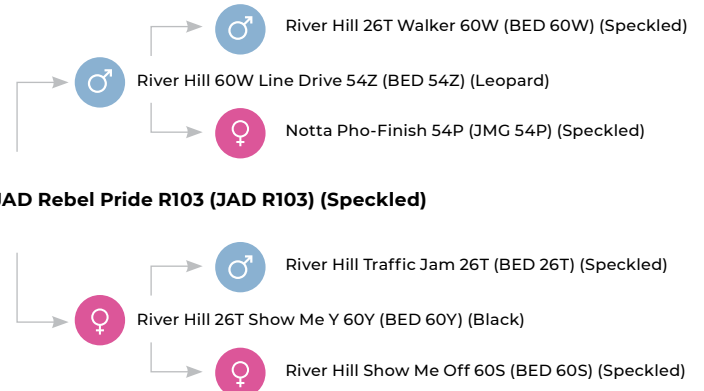 River Hill 26T Walker 60W (BED 60W) (Speckled)
River Hill 60W Line Drive 54Z (BED 54Z) (Leopard)
Notta Pho-Finish 54P (JMG 54P) (Speckled)
JAD Rebel Pride R103 (JAD R103) (Speckled)
River Hill Traffic Jam 26T (BED 26T) (Speckled)
River Hill 26T Show Me Y 60Y (BED 60Y) (Black)
River Hill Show Me Off 60S (BED 60S) (Speckled)